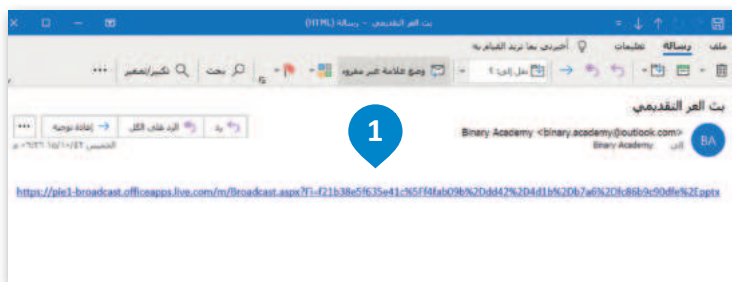 بث العر التقديمي - رسالة (HTML)
ملف رسالة تعليمات أخبرني بما تريد القيام به
نقل إلى: ؟ وضع علامة غير مقروء بحث تكبير/تصغير
بث العر التقديمي
Binary Academy <binary.academy@outlook.com>
إلى Binary Academy
BA
رد الرد على الكل إعادة توجيه
الخميس
1
https://ple1-broadcast.officeapps.live.com/m/Broadcast.aspx?Fi=f21b38e5f635e41c%5Ff4fab09b%2Ddd42%2D4d1b%2Db7a6%2Dfc86b9c90dfe%2Epptx